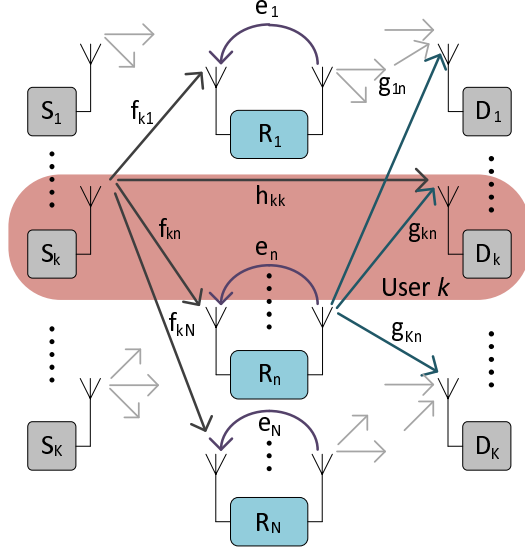 e1
S1
fk1
R1
g1n
D1
hkk
Sk
fkn
en
gkn
Dk
User k
fkN
Rn
gKn
SK
eN
DK
RN